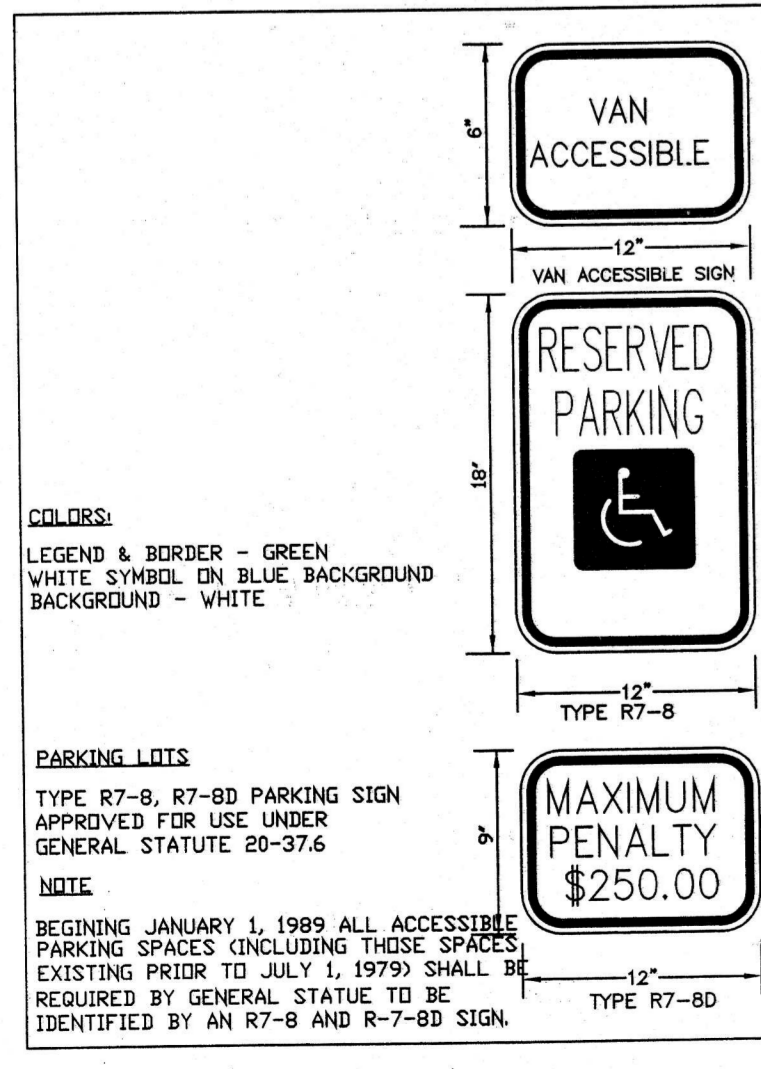 6"
VAN
ACCESSIBLE
12"
VAN ACCESSIBLE SIGN
18"
RESERVED
PARKING
12"
TYPE R7-8
COLORS:
LEGEND & BORDER - GREEN
WHITE SYMBOL ON BLUE BACKGROUND
BACKGROUND - WHITE
PARKING LOTS
TYPE R7-8, R7-8D PARKING SIGN
APPROVED FOR USE UNDER
GENERAL STATUTE 20-37.6
9"
MAXIMUM
PENALTY
$250.00
12"
TYPE R7-8D
NOTE
BEGINING JANUARY 1, 1989 ALL ACCESSIBLE
PARKING SPACES (INCLUDING THOSE SPACES
EXISTING PRIOR TO JULY 1, 1979) SHALL BE
REQUIRED BY GENERAL STATUE TO BE
IDENTIFIED BY AN R7-8 AND R-7-8D SIGN.